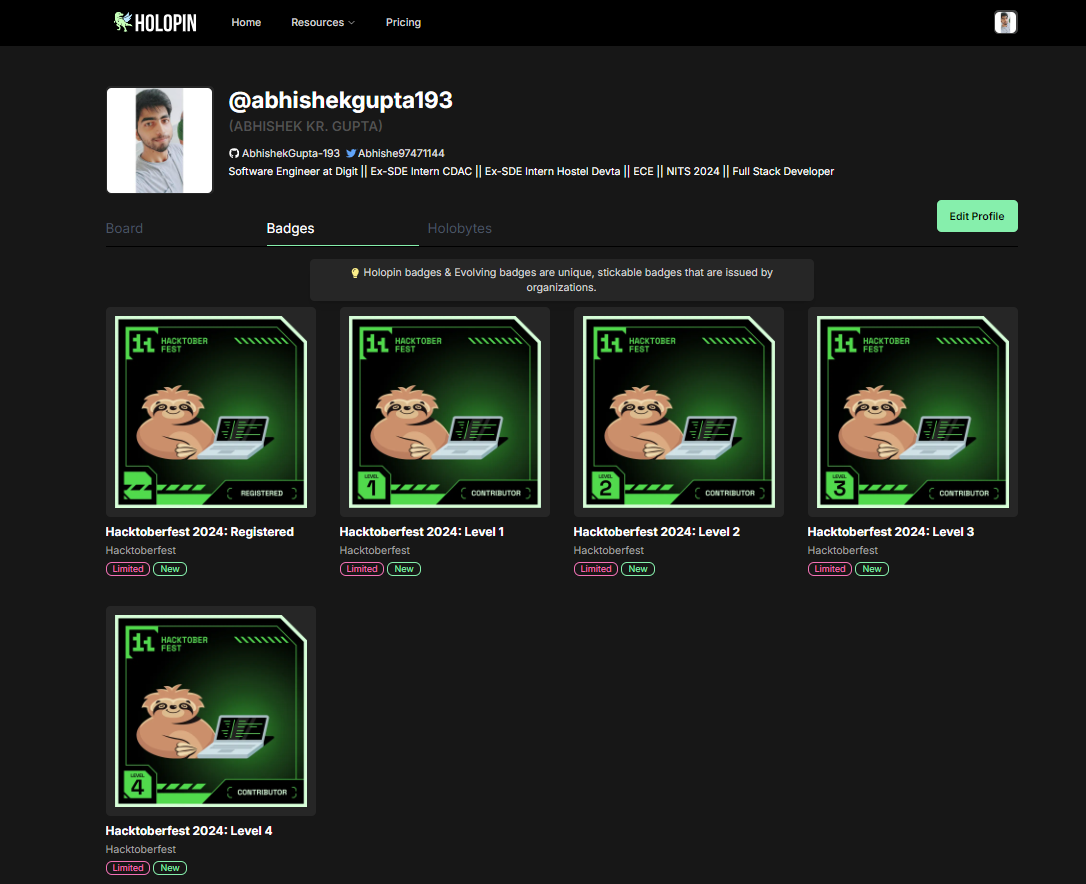 HOLOPIN
Home Resources Pricing
@abhishekgupta193
(ABHISHEK KR. GUPTA)
AbhishekGupta-193 Abhishe97471144
Software Engineer at Digit || Ex-SDE Intern CDAC || Ex-SDE Intern Hostel Devta || ECE || NITS 2024 || Full Stack Developer
Edit Profile
Board Badges Holobytes
Holopin badges & Evolving badges are unique, stickable badges that are issued by
organizations.
11 HACKTOBER
FEST
REGISTERED
Hacktoberfest 2024: Registered
Hacktoberfest
Limited New
11 HACKTOBER
FEST
LEVEL
1
CONTRIBUTOR
Hacktoberfest 2024: Level 1
Hacktoberfest
Limited New
11 HACKTOBER
FEST
LEVEL
2
CONTRIBUTOR
Hacktoberfest 2024: Level 2
Hacktoberfest
Limited New
11 HACKTOBER
FEST
LEVEL
3
CONTRIBUTOR
Hacktoberfest 2024: Level 3
Hacktoberfest
Limited New
11 HACKTOBER
FEST
LEVEL
4
CONTRIBUTOR
Hacktoberfest 2024: Level 4
Hacktoberfest
Limited New